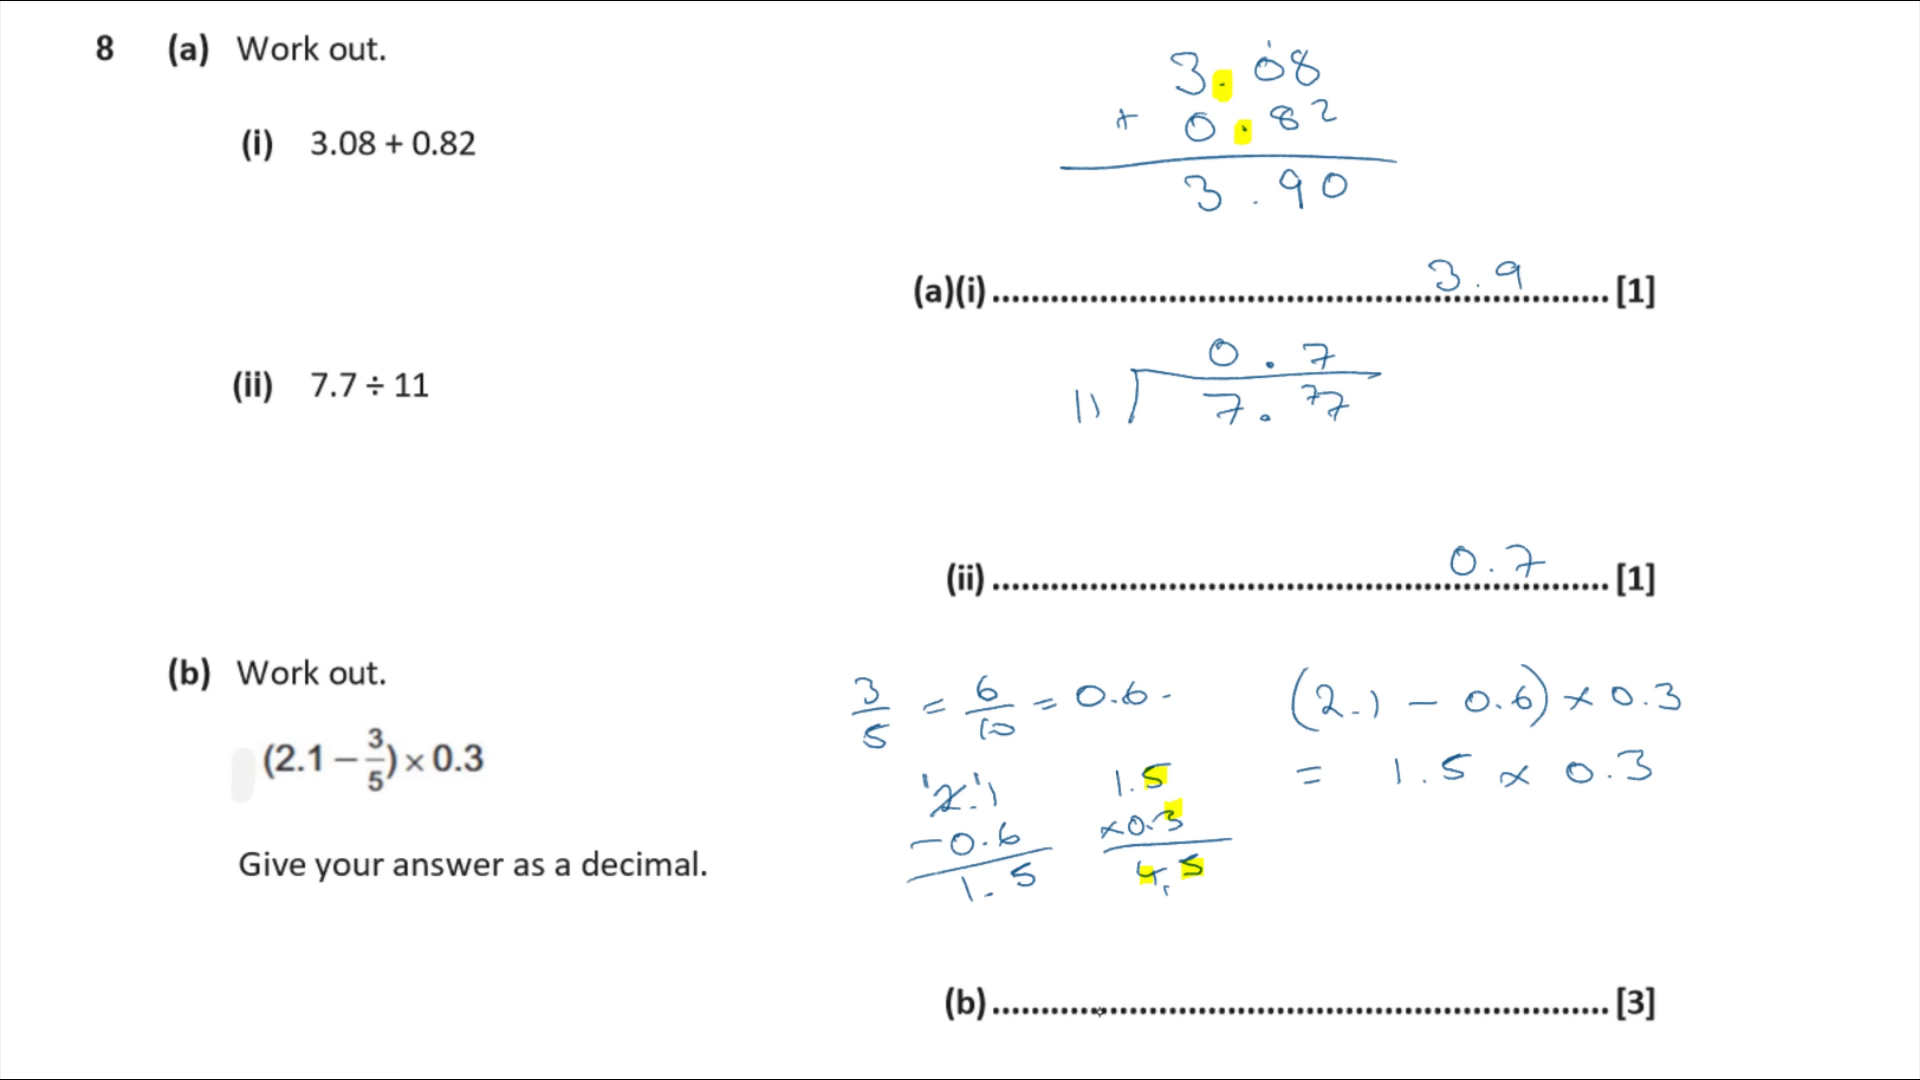 8 (a) Work out.
3.08
(i) 3.08 + 0.82
+ 0.82
3.90
(a)(i) 3.9 [1]
0.7
(ii) 7.7 ÷ 11
11 7.77
(ii) 0.7 [1]
(b) Work out.
3/5 = 6/10 = 0.6
(2.1 - 0.6) × 0.3
(2.1 – 3/5) × 0.3
= 1.5 × 0.3
2.1
- 0.6
1.5
1.5
×0.3
4,5
Give your answer as a decimal.
(b) [3]